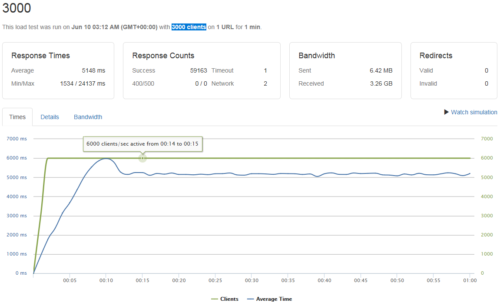 3000
This load test was run on Jun 10 03:12 AM (GMT+00:00) with 3000 clients on 1 URL for 1 min.
Response Times
Average 5148 ms
Min/Max 1534 / 24137 ms
Response Counts
Success 59163 Timeout 1
400/500 0 / 0 Network 2
Bandwidth
Sent 6.42 MB
Received 3.26 GB
Redirects
Valid 0
Invalid 0
Times Details Bandwidth
Watch simulation
7000 ms 7000
6000 clients/sec active from 00:14 to 00:15
6000 ms 6000
5000 ms 5000
4000 ms 4000
3000 ms 3000
2000 ms 2000
1000 ms 1000
0 ms 0
00:05 00:10 00:15 00:20 00:25 00:30 00:35 00:40 00:45 00:50 00:55 01:00
Clients Average Time